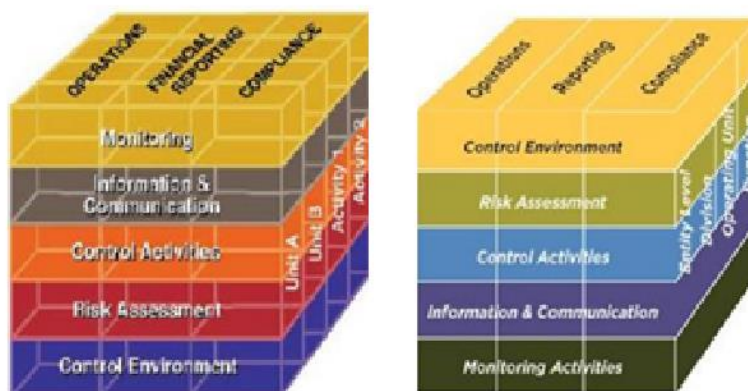 OPERATIONS
FINANCIAL
REPORTING
COMPLIANCE
Monitoring
Information &
Communication
Control Activities
Risk Assessment
Control Environment
Unit A
Unit B
Activity 1
Activity 2
Operations
Reporting
Compliance
Control Environment
Risk Assessment
Control Activities
Information & Communication
Monitoring Activities
Entity Level
Division
Operating Unit